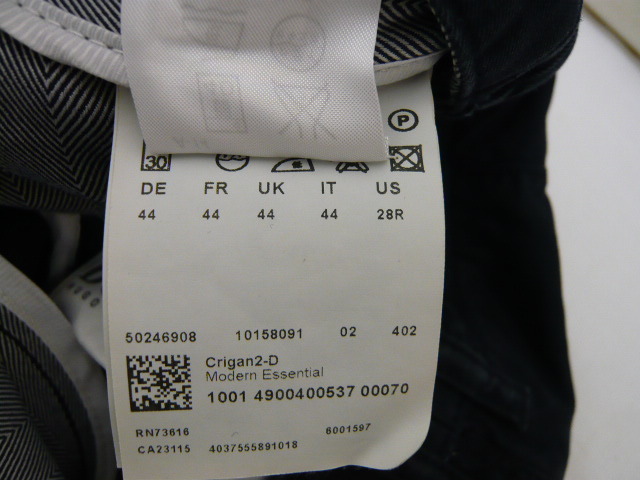 P
30
DE FR UK IT US
44 44 44 44 28R
50246908 10158091 02 402
Crigan2-D
Modern Essential
1001 4900400537 00070
RN73616 6001597
CA23115 4037555891018